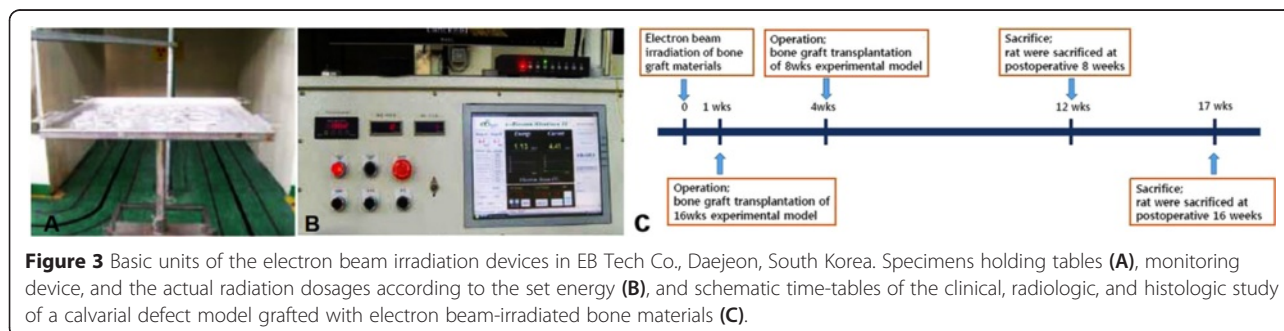 A
B
C
Electron beam
irradiation of bone
graft materials
Operation;
bone graft transplantation
of 8wks experimental model
Sacrifice;
rat were sacrificed at
postoperative 8 weeks
0
1 wks
4wks
12 wks
17 wks
Operation;
bone graft transplantation of
16wks experimental model
Sacrifice;
rat were sacrificed at
postoperative 16 weeks
Figure 3 Basic units of the electron beam irradiation devices in EB Tech Co., Daejeon, South Korea. Specimens holding tables (A), monitoring
device, and the actual radiation dosages according to the set energy (B), and schematic time-tables of the clinical, radiologic, and histologic study
of a calvarial defect model grafted with electron beam-irradiated bone materials (C).